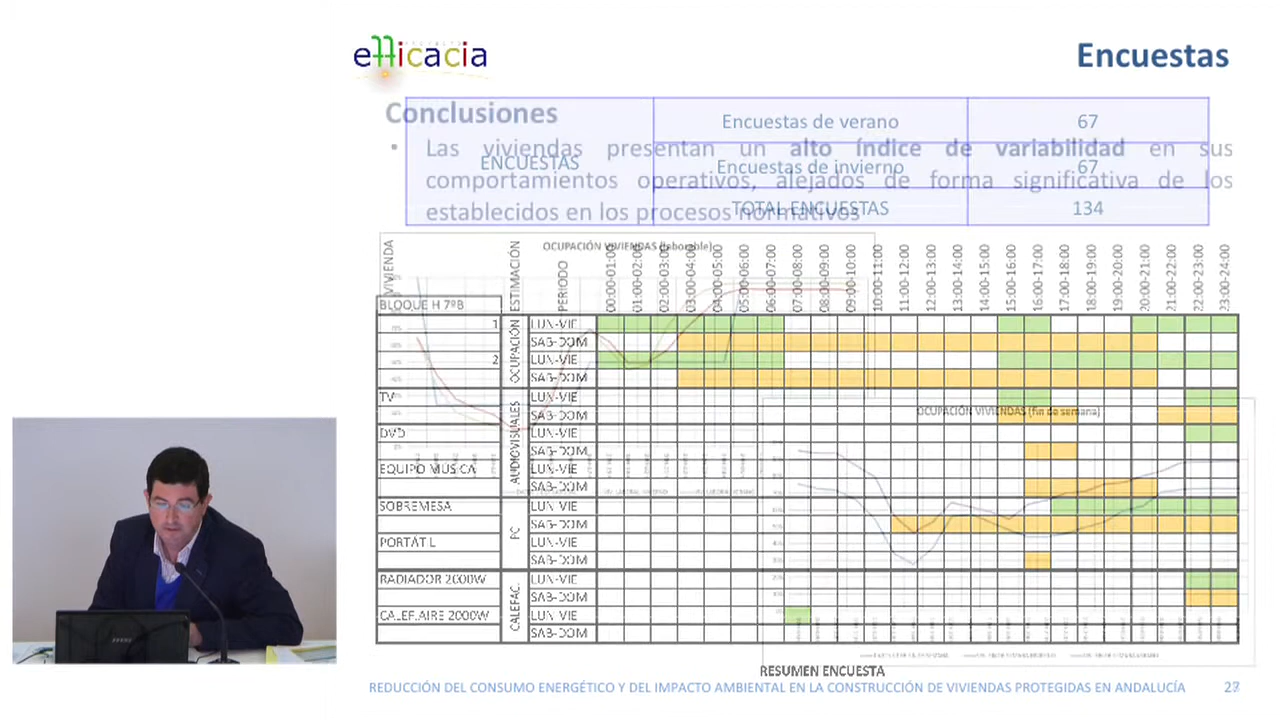 efficacia
Encuestas
Conclusiones
Encuestas de verano 67
• Las viviendas presentan un alto índice de variabilidad en sus
ENCUESTAS Encuestas de invierno 67
comportamientos operativos, alejados de forma significativa de los
TOTAL ENCUESTAS 134
establecidos en los procesos normativos
OCUPACIÓN VIVIENDAS (laborable)
VIVIENDA ESTIMACIÓN PERIODO 00:00-01:00 01:00-02:00 02:00-03:00 03:00-04:00 04:00-05:00 05:00-06:00 06:00-07:00 07:00-08:00 08:00-09:00 09:00-10:00 10:00-11:00 11:00-12:00 12:00-13:00 13:00-14:00 14:00-15:00 15:00-16:00 16:00-17:00 17:00-18:00 18:00-19:00 19:00-20:00 20:00-21:00 21:00-22:00 22:00-23:00 23:00-24:00
BLOQUE H 7ºB
OCUPACIÓN
1 LUN-VIE
SAB-DOM
2 LUN-VIE
SAB-DOM
AUDIOVISUALES
TV LUN-VIE
SAB-DOM
OCUPACIÓN VIVIENDAS (fin de semana)
DVD LUN-VIE
SAB-DOM
EQUIPO MUSICA LUN-VIE
SAB-DOM
PC
SOBREMESA LUN-VIE
SAB-DOM
PORTÁTIL LUN-VIE
SAB-DOM
CALEFAC.
RADIADOR 2000W LUN-VIE
SAB-DOM
CALEF.AIRE 2000W LUN-VIE
SAB-DOM
RESUMEN ENCUESTA
REDUCCIÓN DEL CONSUMO ENERGÉTICO Y DEL IMPACTO AMBIENTAL EN LA CONSTRUCCIÓN DE VIVIENDAS PROTEGIDAS EN ANDALUCÍA